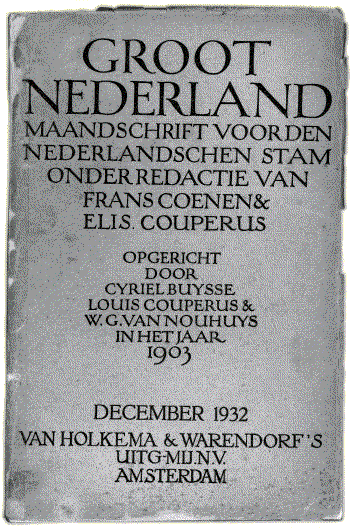 GROOT
NEDERLAND
MAANDSCHRIFT VOOR DEN
NEDERLANDSCHEN STAM
ONDER REDACTIE VAN
FRANS COENEN &
ELIS. COUPERUS
OPGERICHT
DOOR
CYRIEL BUYSSE
LOUIS COUPERUS &
W. G. VAN NOUHUYS
IN HET JAAR
1903
DECEMBER 1932
VAN HOLKEMA & WARENDORF'S
UITG-MIJ. N.V.
AMSTERDAM